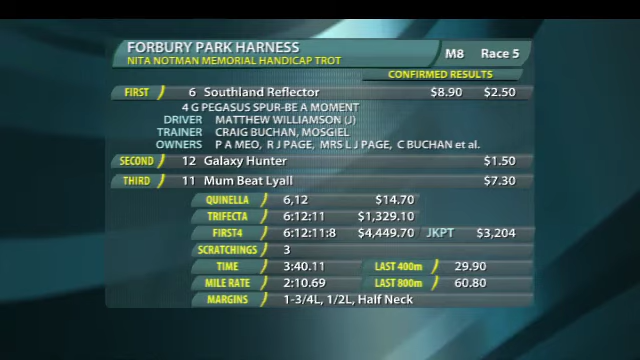 FORBURY PARK HARNESS
NITA NOTMAN MEMORIAL HANDICAP TROT
M8 Race 5
CONFIRMED RESULTS
FIRST 6 Southland Reflector $8.90 $2.50
4 G PEGASUS SPUR-BE A MOMENT
DRIVER MATTHEW WILLIAMSON (J)
TRAINER CRAIG BUCHAN, MOSGIEL
OWNERS P A MEO, R J PAGE, MRS L J PAGE, C BUCHAN et al.
SECOND 12 Galaxy Hunter $1.50
THIRD 11 Mum Beat Lyall $7.30
QUINELLA 6,12 $14.70
TRIFECTA 6:12:11 $1,329.10
FIRST4 6:12:11:8 $4,449.70 JKPT $3,204
SCRATCHINGS 3
TIME 3:40.11 LAST 400m 29.90
MILE RATE 2:10.69 LAST 800m 60.80
MARGINS 1-3/4L, 1/2L, Half Neck